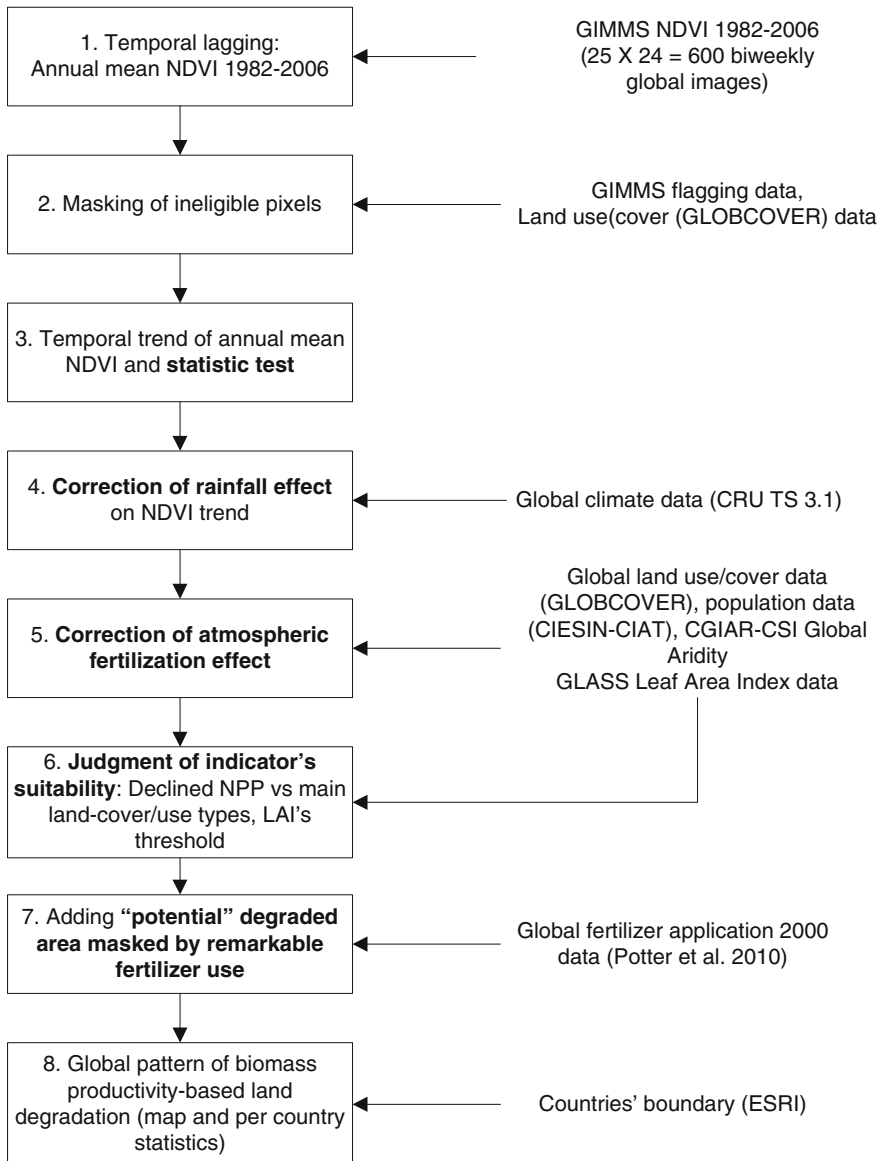 1. Temporal lagging:
Annual mean NDVI 1982-2006
GIMMS NDVI 1982-2006
(25 X 24 = 600 biweekly
global images)
2. Masking of ineligible pixels
GIMMS flagging data,
Land use(cover (GLOBCOVER) data
3. Temporal trend of annual mean
NDVI and statistic test
4. Correction of rainfall effect
on NDVI trend
Global climate data (CRU TS 3.1)
5. Correction of atmospheric
fertilization effect
Global land use/cover data
(GLOBCOVER), population data
(CIESIN-CIAT), CGIAR-CSI Global
Aridity
GLASS Leaf Area Index data
6. Judgment of indicator’s
suitability: Declined NPP vs main
land-cover/use types, LAI’s
threshold
7. Adding “potential” degraded
area masked by remarkable
fertilizer use
Global fertilizer application 2000
data (Potter et al. 2010)
8. Global pattern of biomass
productivity-based land
degradation (map and per country
statistics)
Countries’ boundary (ESRI)